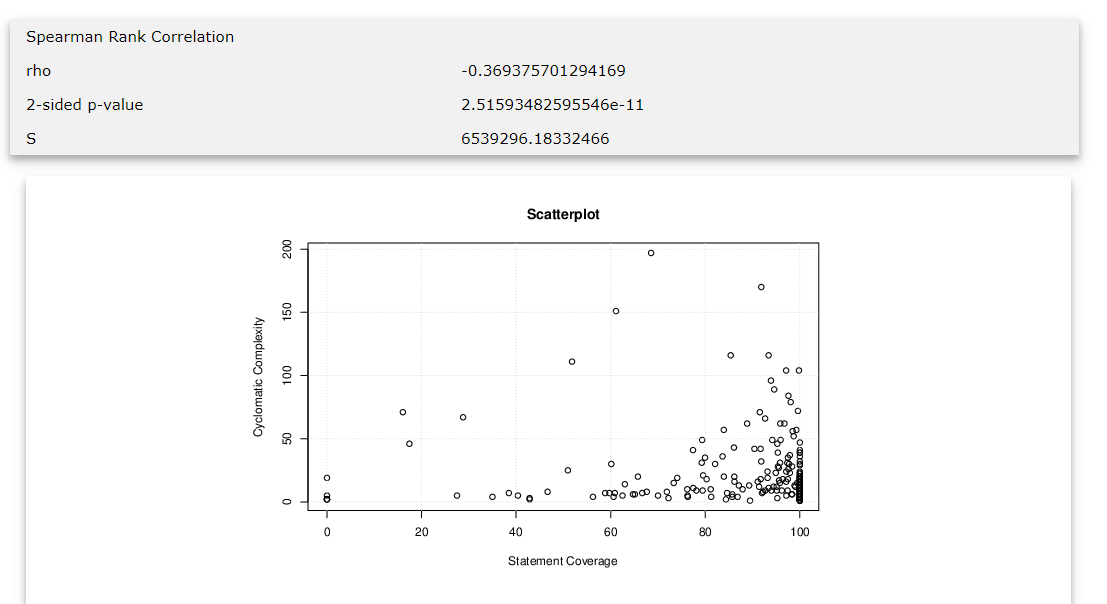 Spearman Rank Correlation
rho -0.369375701294169
2-sided p-value 2.51593482595546e-11
S 6539296.18332466
Scatterplot
200
150
100
50
0
Cyclomatic Complexity
0 20 40 60 80 100
Statement Coverage